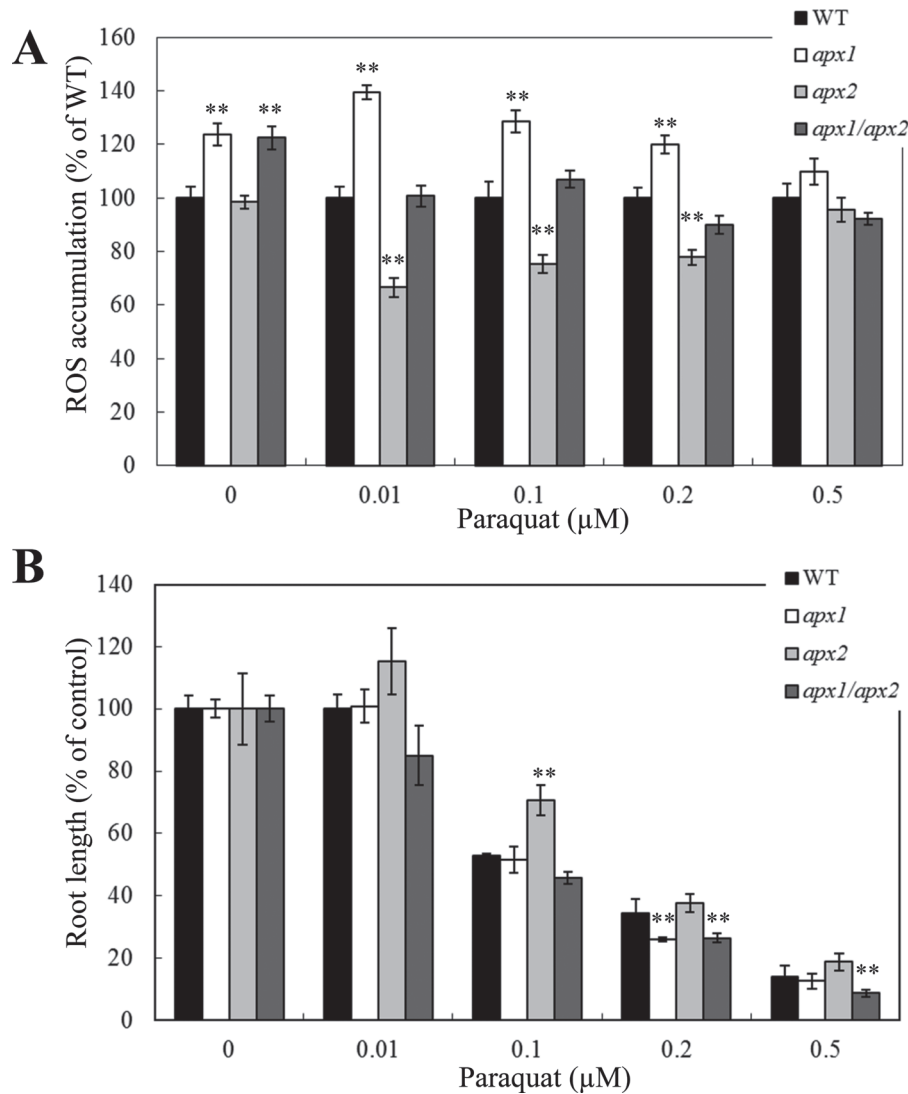 A
ROS accumulation (% of WT)
160
140
120
100
80
60
40
20
0
** ** ** ** ** ** ** **
WT
apx1
apx2
apx1/apx2
0 0.01 0.1 0.2 0.5
Paraquat (µM)
B
Root length (% of control)
140
120
100
80
60
40
20
0
** ** ** **
WT
apx1
apx2
apx1/apx2
0 0.01 0.1 0.2 0.5
Paraquat (µM)